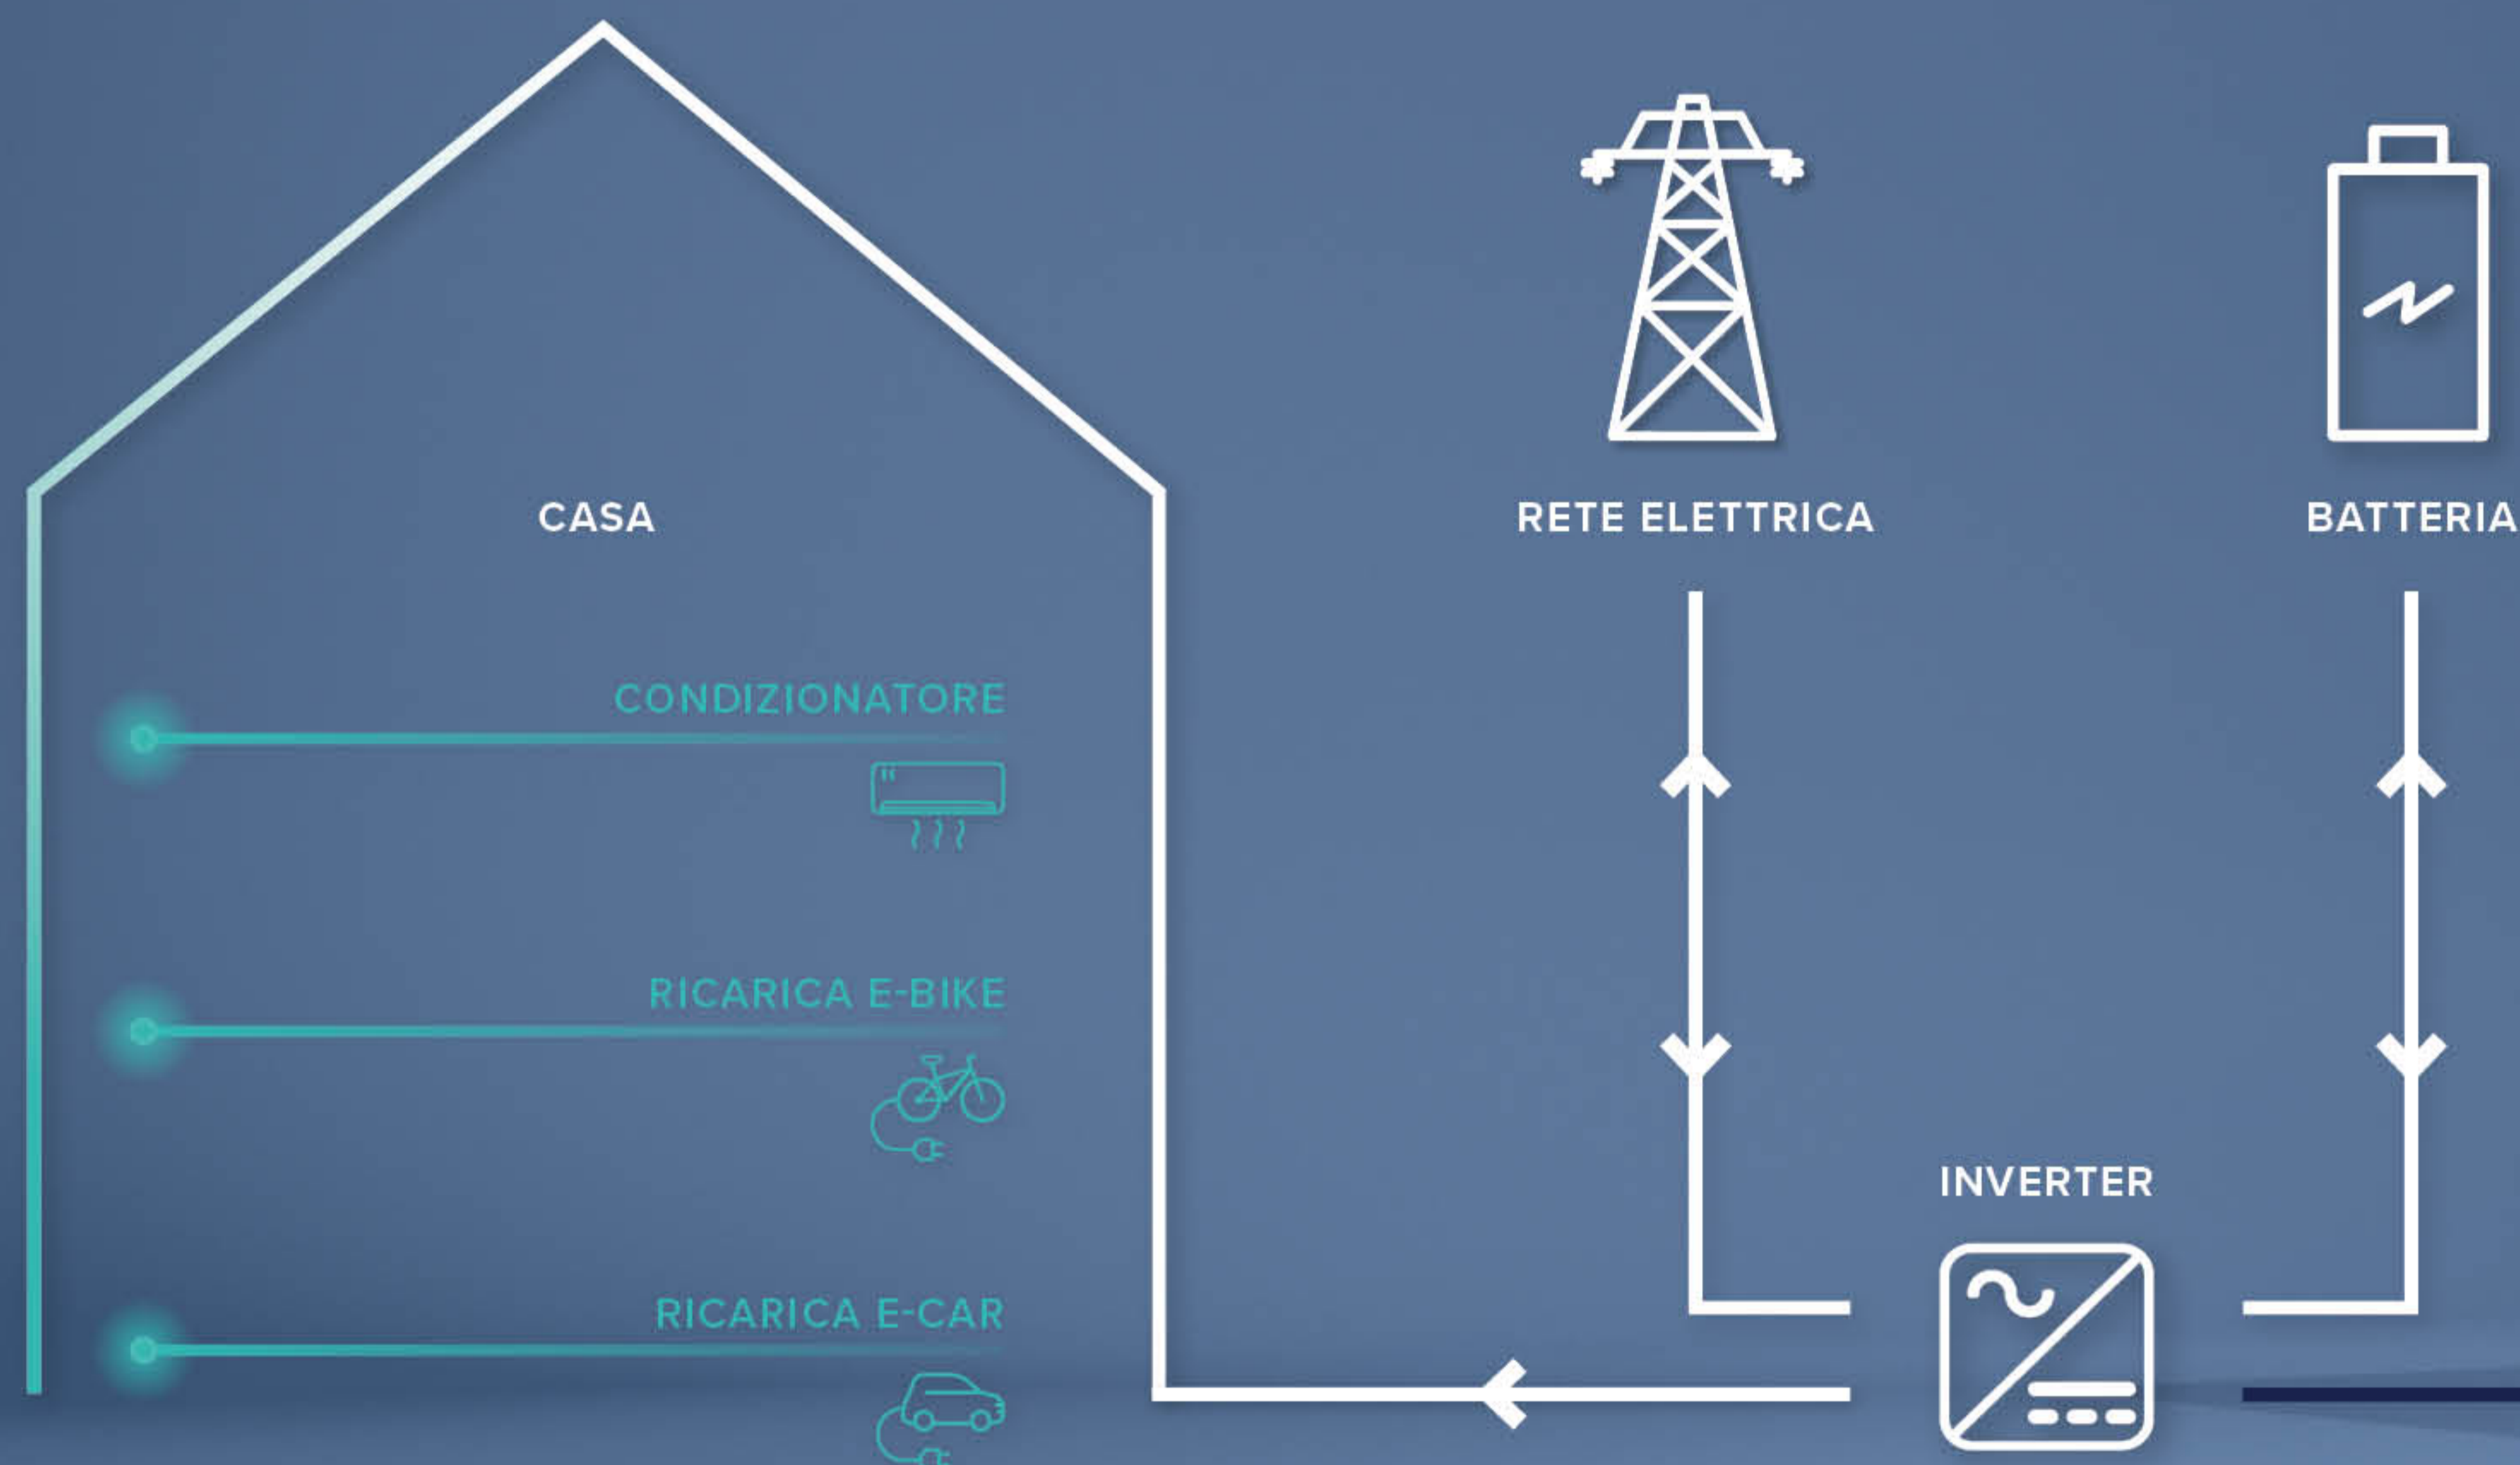 CASA
RETE ELETTRICA
BATTERIA
CONDIZIONATORE
RICARICA E-BIKE
INVERTER
RICARICA E-CAR